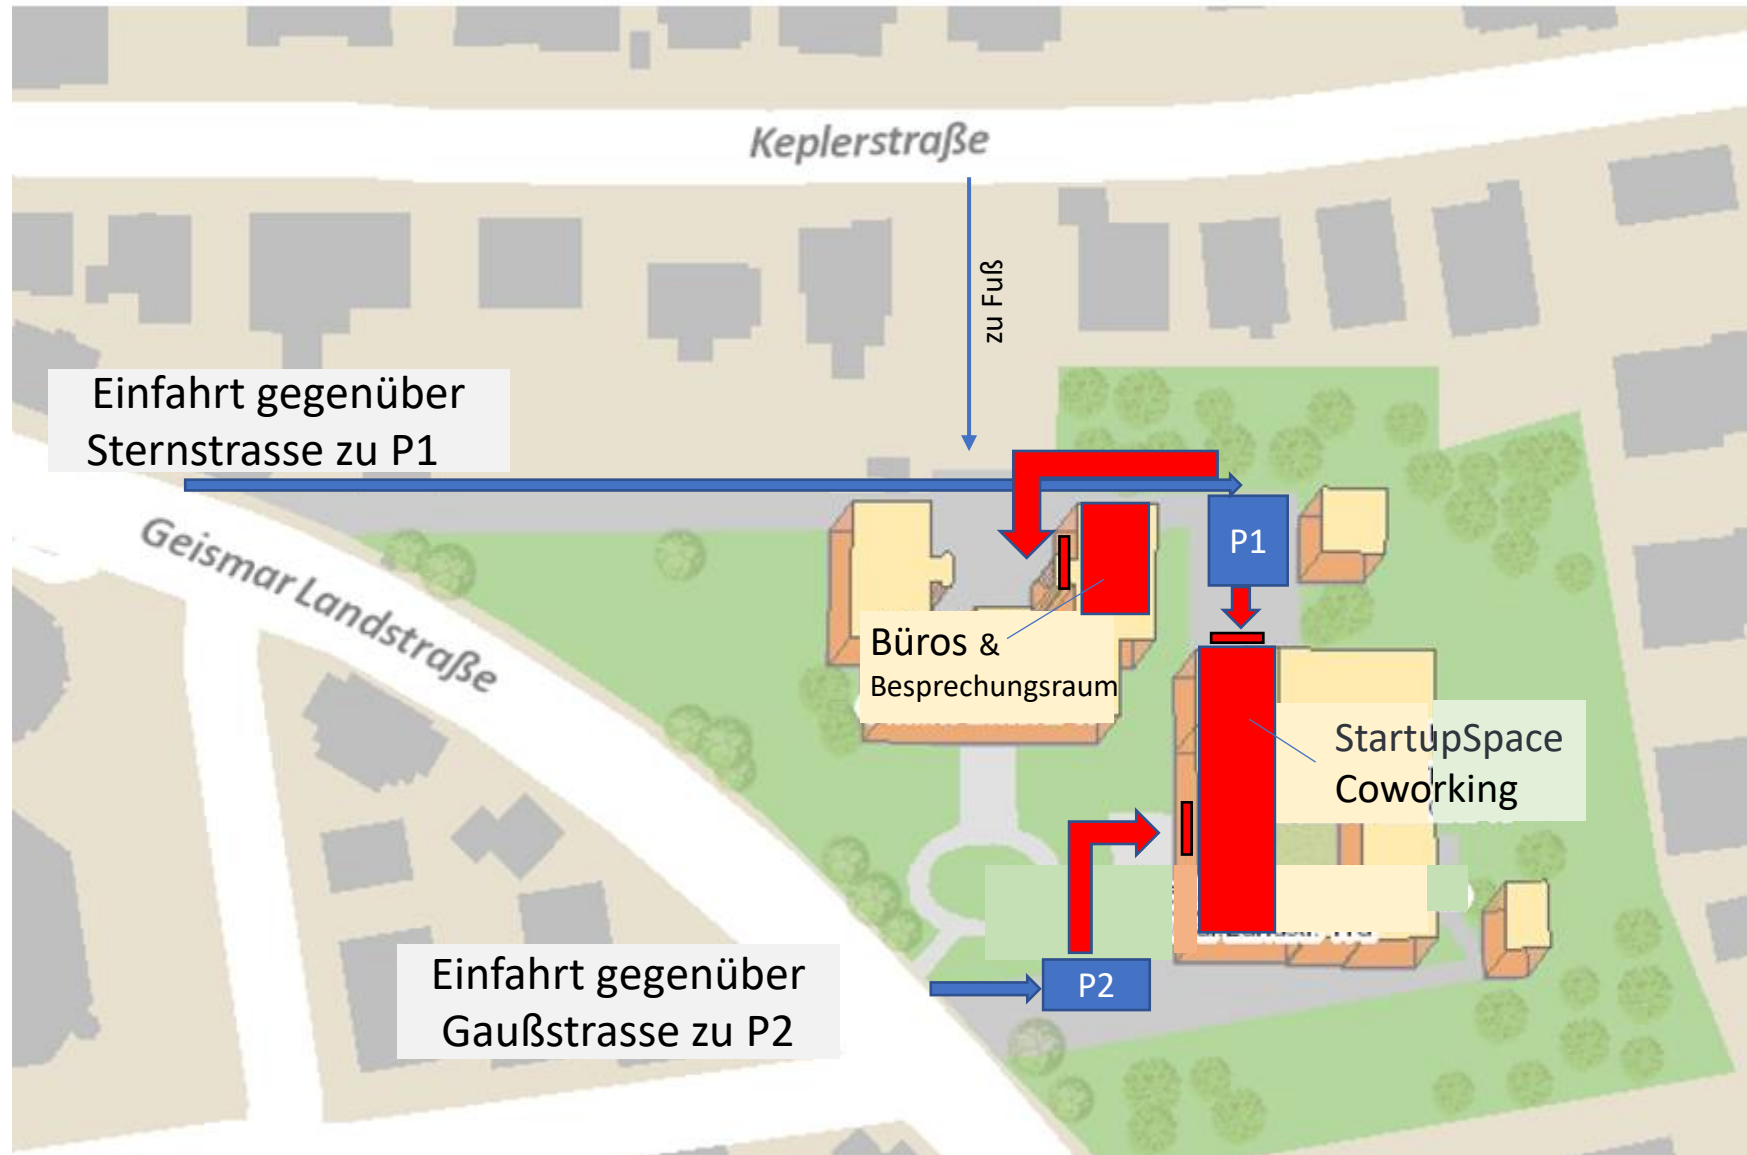 Keplerstraße
zu Fuß
Einfahrt gegenüber
Sternstrasse zu P1
Geismar Landstraße
P1
Büros &
Besprechungsraum
StartupSpace
Coworking
Einfahrt gegenüber
Gaußstrasse zu P2
P2